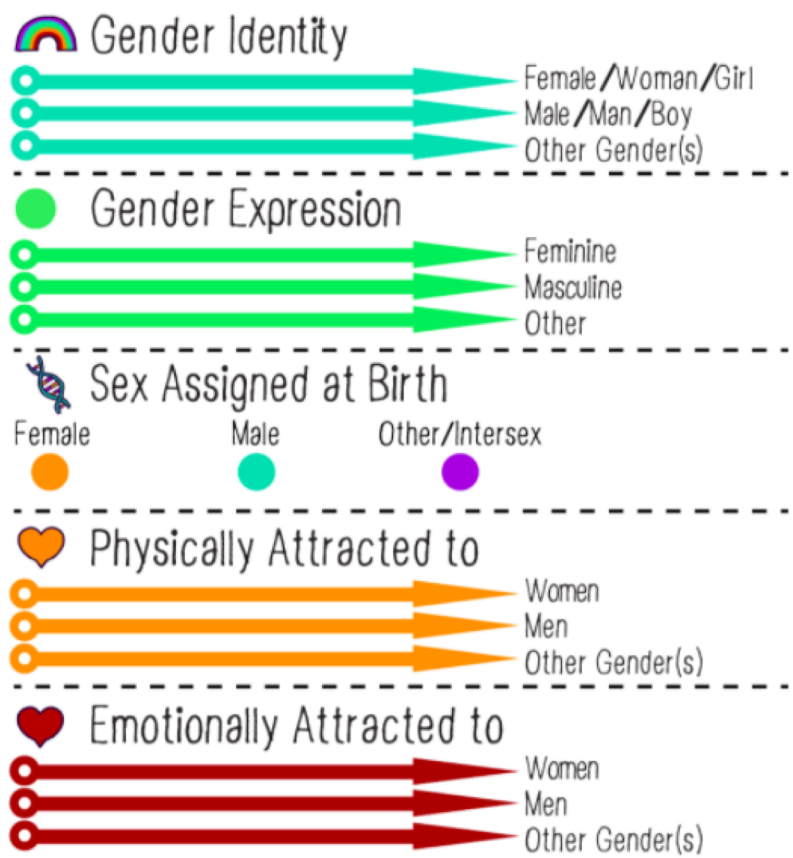 Gender Identity
Female/Woman/Girl
Male/Man/Boy
Other Gender(s)
Gender Expression
Feminine
Masculine
Other
Sex Assigned at Birth
Female Male Other/Intersex
Physically Attracted to
Women
Men
Other Gender(s)
Emotionally Attracted to
Women
Men
Other Gender(s)